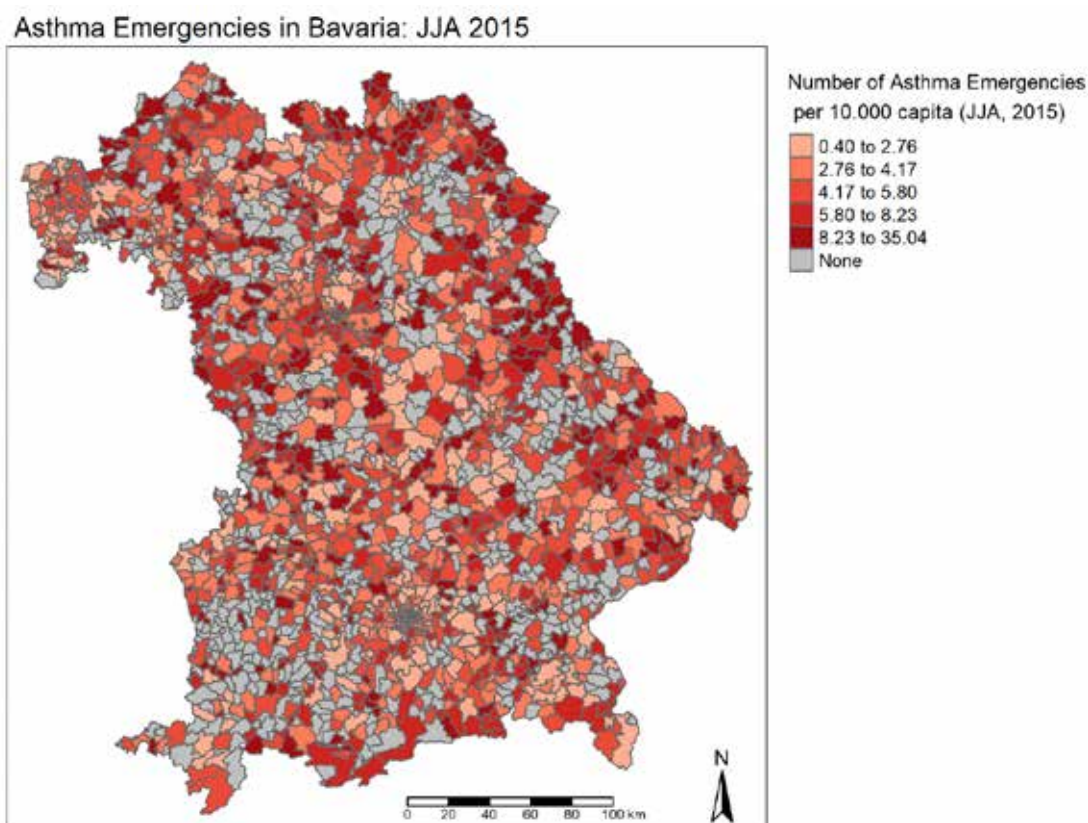 Asthma Emergencies in Bavaria: JJA 2015
Number of Asthma Emergencies
per 10.000 capita (JJA, 2015)
0.40 to 2.76
2.76 to 4.17
4.17 to 5.80
5.80 to 8.23
8.23 to 35.04
None
N
0 20 40 60 80 100 km